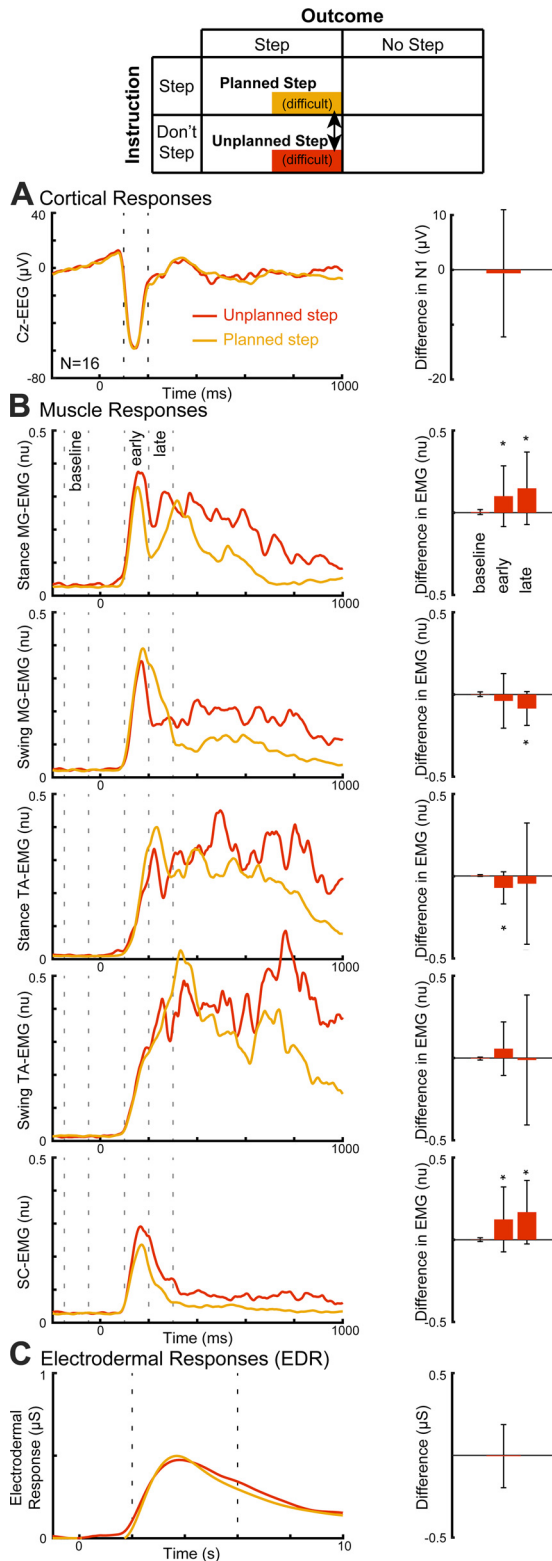 Outcome
Step No Step
Instruction
Step
Planned Step
(difficult)
Don't
Step
Unplanned Step
(difficult)
A Cortical Responses
Cz-EEG (µV)
40
0
-80
N=16
Unplanned step
Planned step
0 1000
Time (ms)
Difference in N1 (µV)
10
0
-20
B Muscle Responses
Stance MG-EMG (nu)
0.5
0
baseline
early
late
0 1000
Difference in EMG (nu)
0.5
-0.5
baseline
early
late
* *
Swing MG-EMG (nu)
0.5
0
0 1000
Difference in EMG (nu)
0.5
-0.5
*
Stance TA-EMG (nu)
0.5
0
0 1000
Difference in EMG (nu)
0.5
-0.5
*
Swing TA-EMG (nu)
0.5
0
0 1000
Difference in EMG (nu)
0.5
-0.5
SC-EMG (nu)
0.5
0
0 1000
Time (ms)
Difference in EMG (nu)
0.5
-0.5
* *
C Electrodermal Responses (EDR)
Electrodermal
Response (µS)
1
0
0 10
Time (s)
Difference (µS)
0.5
-0.5